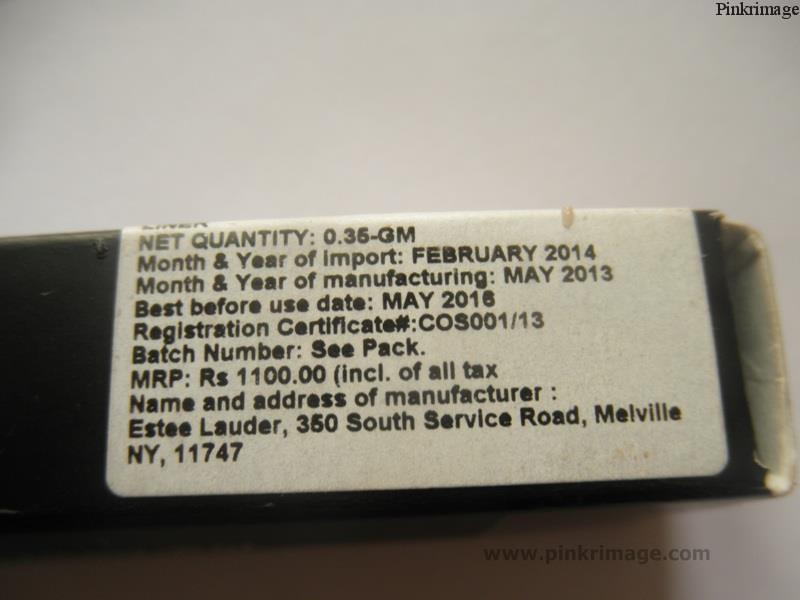 Pinkrimage
LINER
NET QUANTITY: 0.35-GM
Month & Year of import: FEBRUARY 2014
Month & Year of manufacturing: MAY 2013
Best before use date: MAY 2016
Registration Certificate#:COS001/13
Batch Number: See Pack.
MRP: Rs 1100.00 (incl. of all tax
Name and address of manufacturer :
Estee Lauder, 350 South Service Road, Melville
NY, 11747
www.pinkrimage.com